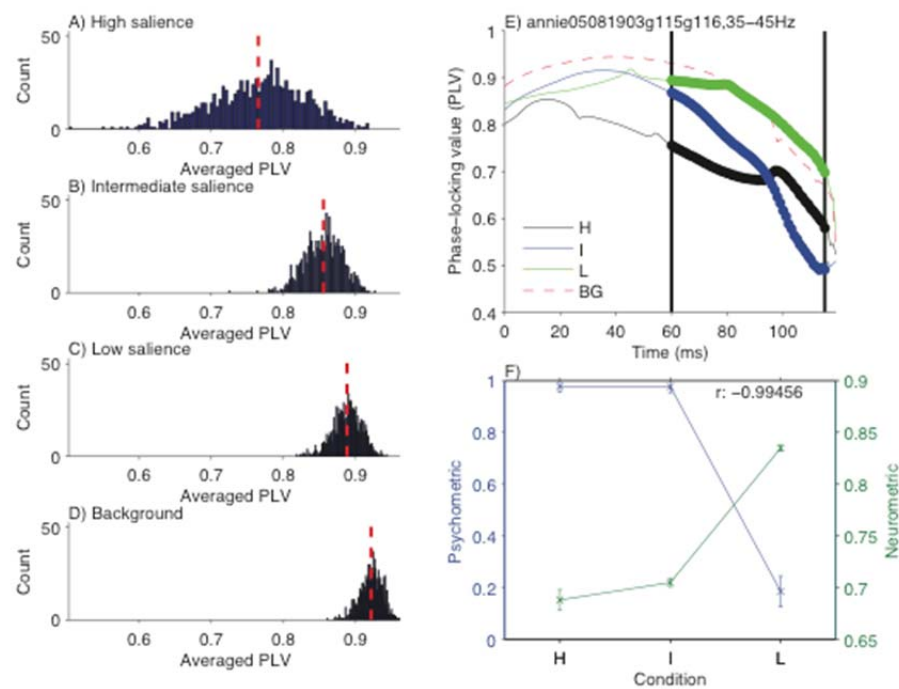 A) High salience
50
0
Count
0.6 0.7 0.8 0.9
Averaged PLV
B) Intermediate salience
50
0
Count
0.6 0.7 0.8 0.9
Averaged PLV
C) Low salience
50
0
Count
0.6 0.7 0.8 0.9
Averaged PLV
D) Background
50
0
Count
0.6 0.7 0.8 0.9
Averaged PLV
E) annie05081903g115g116,35−45Hz
1
0.9
0.8
0.7
0.6
0.5
0.4
Phase−locking value (PLV)
H
I
L
BG
0 20 40 60 80 100
Time (ms)
F)
r: −0.99456
1
0.8
0.6
0.4
0.2
0
Psychometric
0.9
0.85
0.8
0.75
0.7
0.65
Neurometric
H I L
Condition